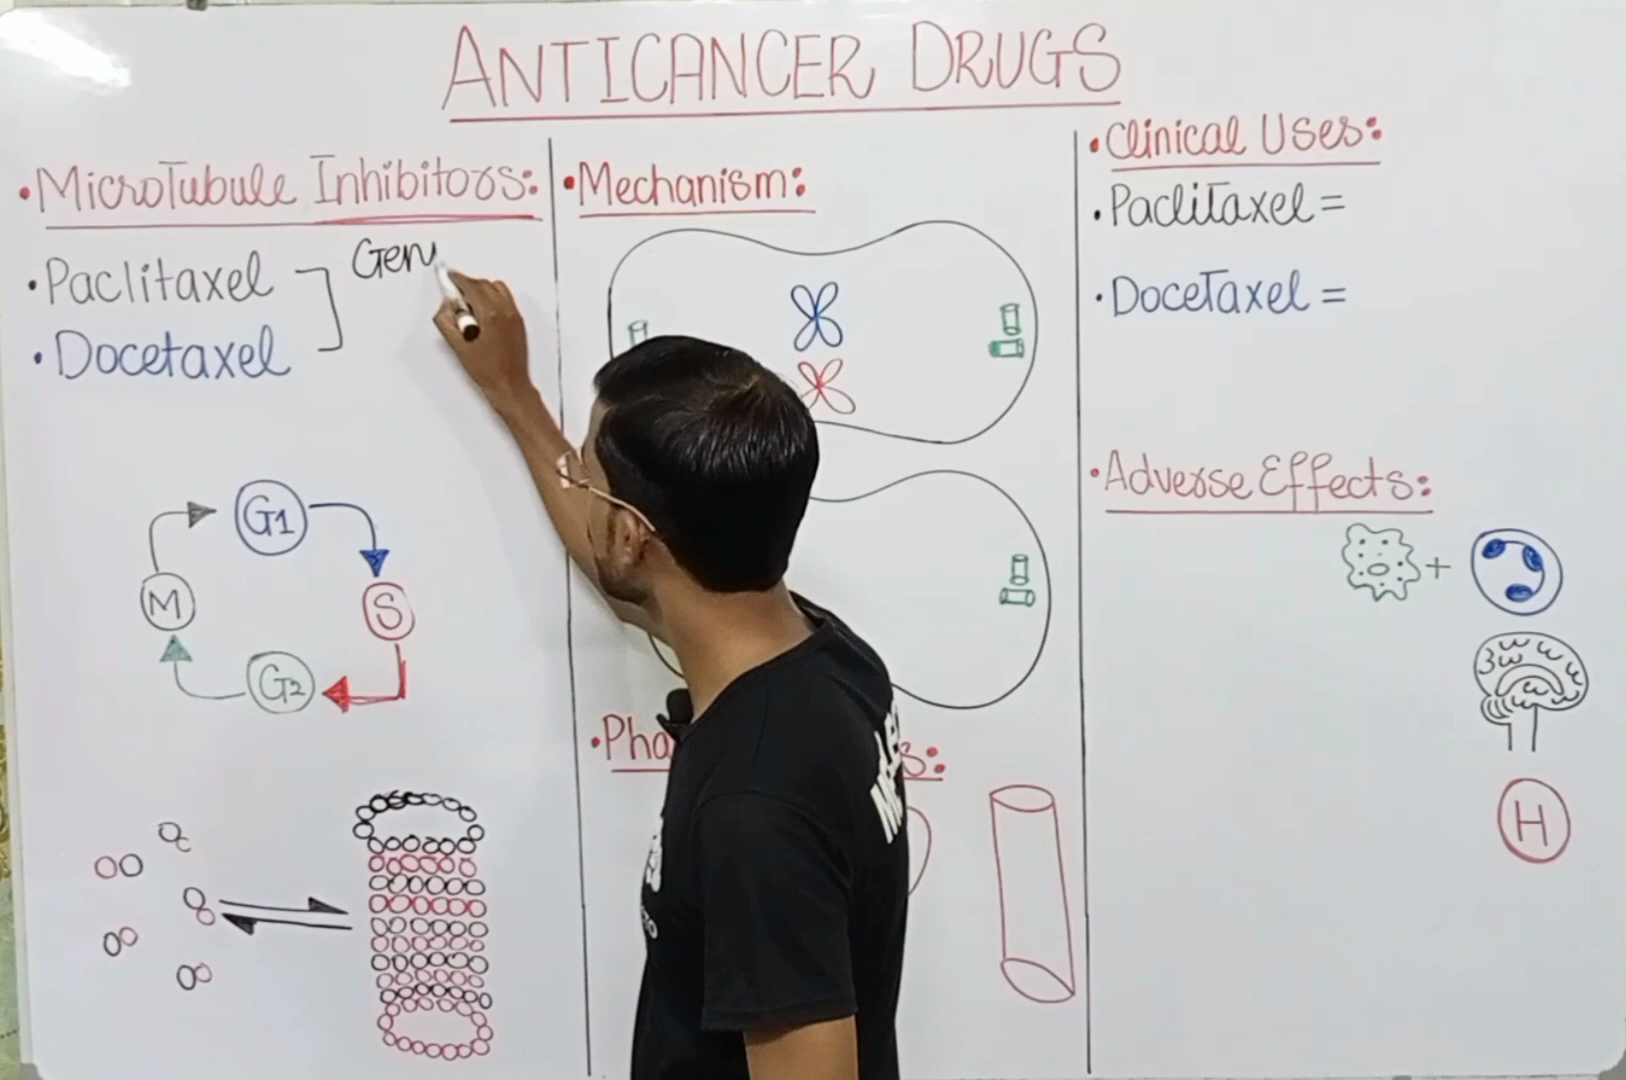 ANTICANCER DRUGS
• MicroTubule Inhibitors:
• Paclitaxel
• Docetaxel
Gen
G1
S
G2
M
• Mechanism:
• Clinical Uses:
• Paclitaxel =
• DoceTaxel =
• Adverse Effects:
+
H